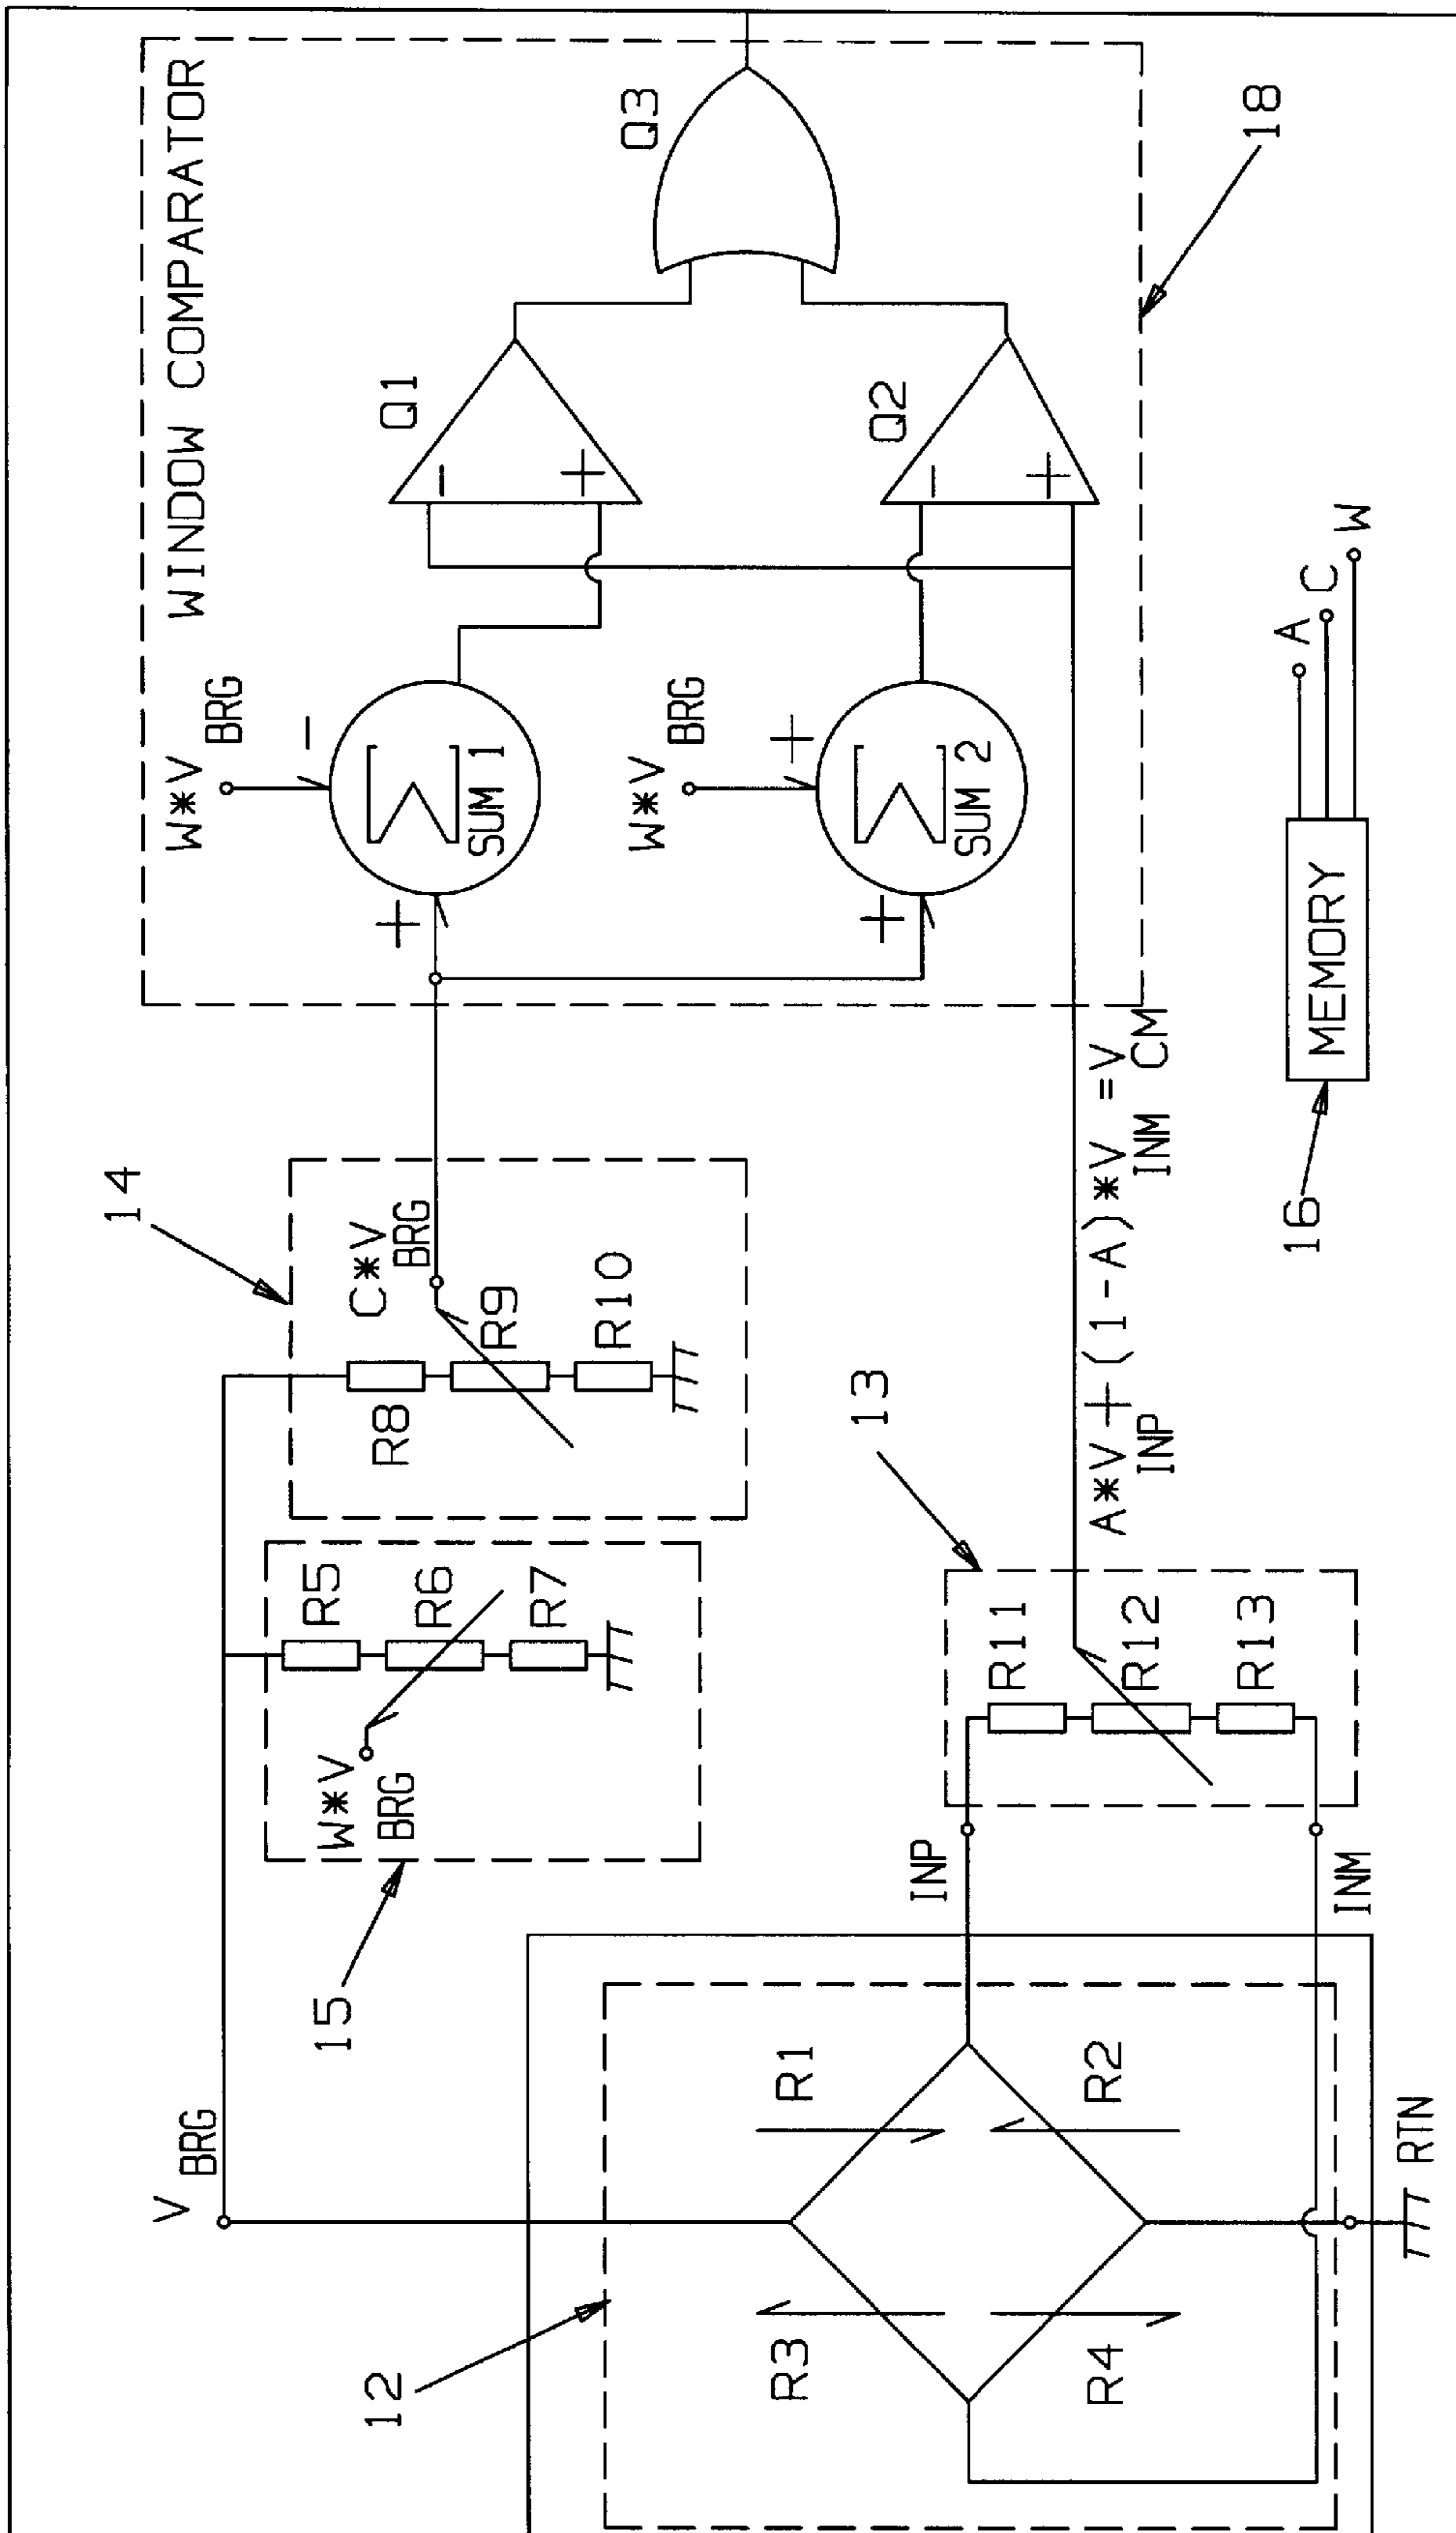 WINDOW COMPARATOR
Q3
Q1
Q2
18
W*V BRG
-
+
SUM 1
W*V BRG
+
+
SUM 2
-
+
-
+
MEMORY
A
C
W
16
14
C*V BRG
R8
R9
R10
15
R5
R6
R7
W*V BRG
13
R11
R12
R13
A*V INP + (1-A)*V INM =V CM
INP
INM
V BRG
12
R1
R2
R3
R4
RTN